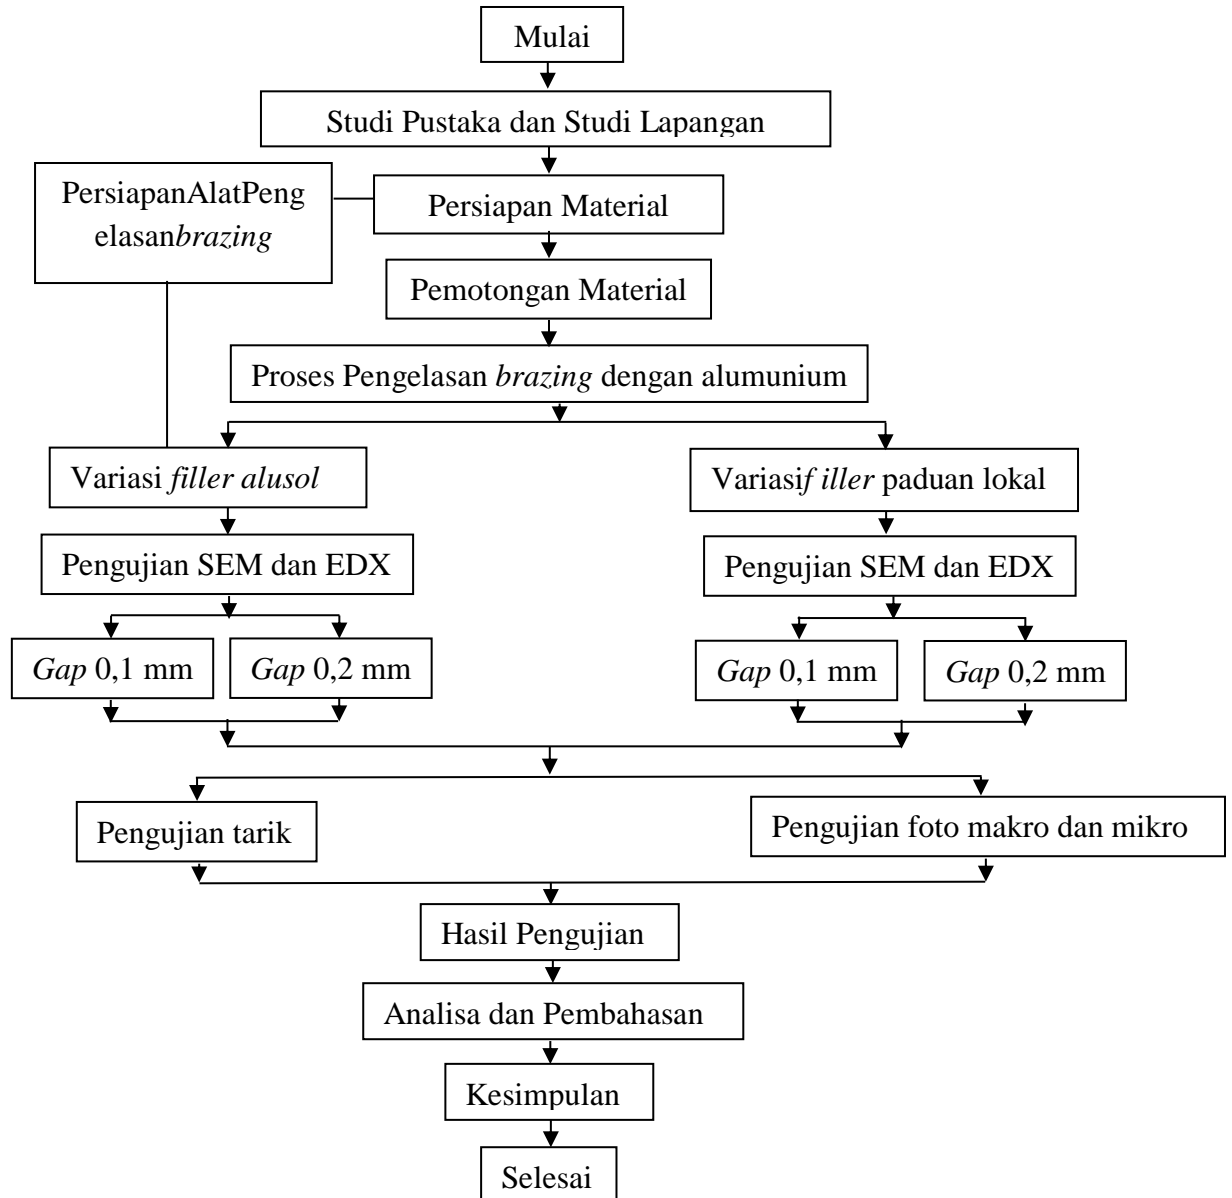 Mulai
Studi Pustaka dan Studi Lapangan
PersiapanAlatPeng
elasanbrazing
Persiapan Material
Pemotongan Material
Proses Pengelasan brazing dengan alumunium
Variasi filler alusol
Variasif iller paduan lokal
Pengujian SEM dan EDX
Pengujian SEM dan EDX
Gap 0,1 mm
Gap 0,2 mm
Gap 0,1 mm
Gap 0,2 mm
Pengujian tarik
Pengujian foto makro dan mikro
Hasil Pengujian
Analisa dan Pembahasan
Kesimpulan
Selesai